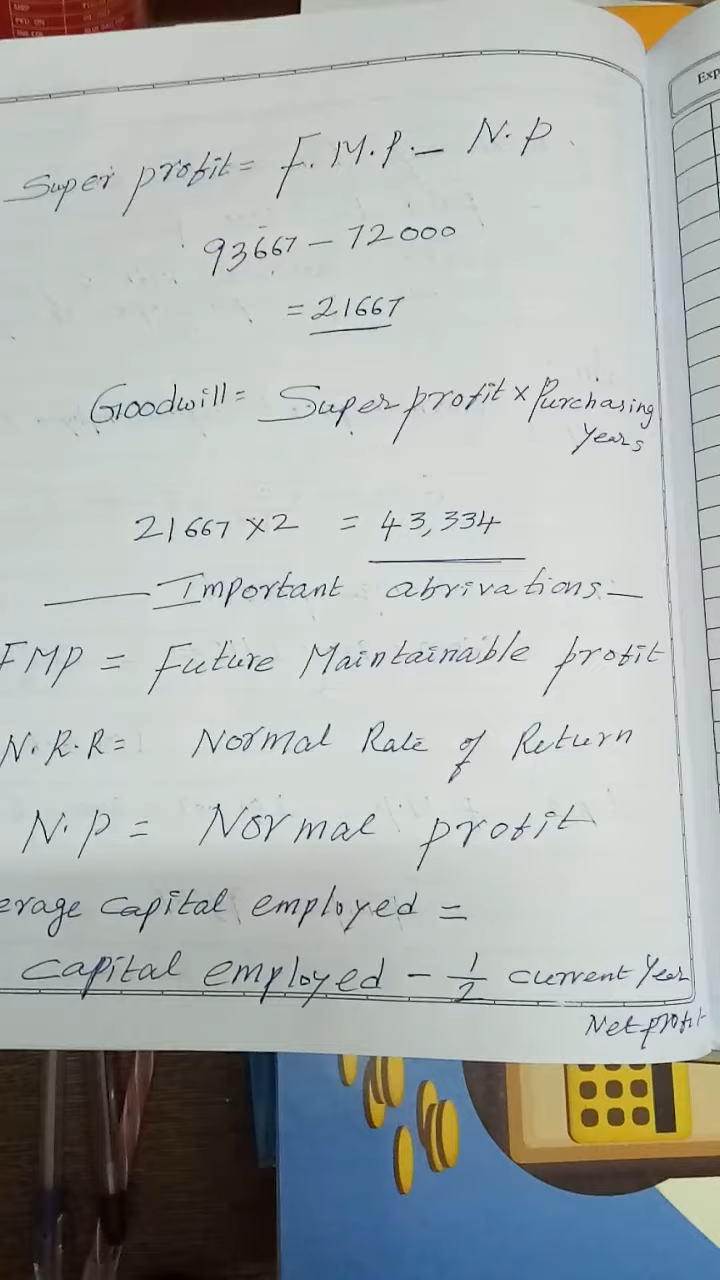 Super profit = F.M.P. - N.P
93667 - 72000
= 21667
Goodwill = Super profit × Purchasing
Years
21667 × 2 = 43,334
Important abrivations
FMP = Future Maintainable profit
N.R.R = Normal Rate of Return
N.P = Normal profit
erage capital employed =
capital employed - 1/2 current Year
Net profit
Exp